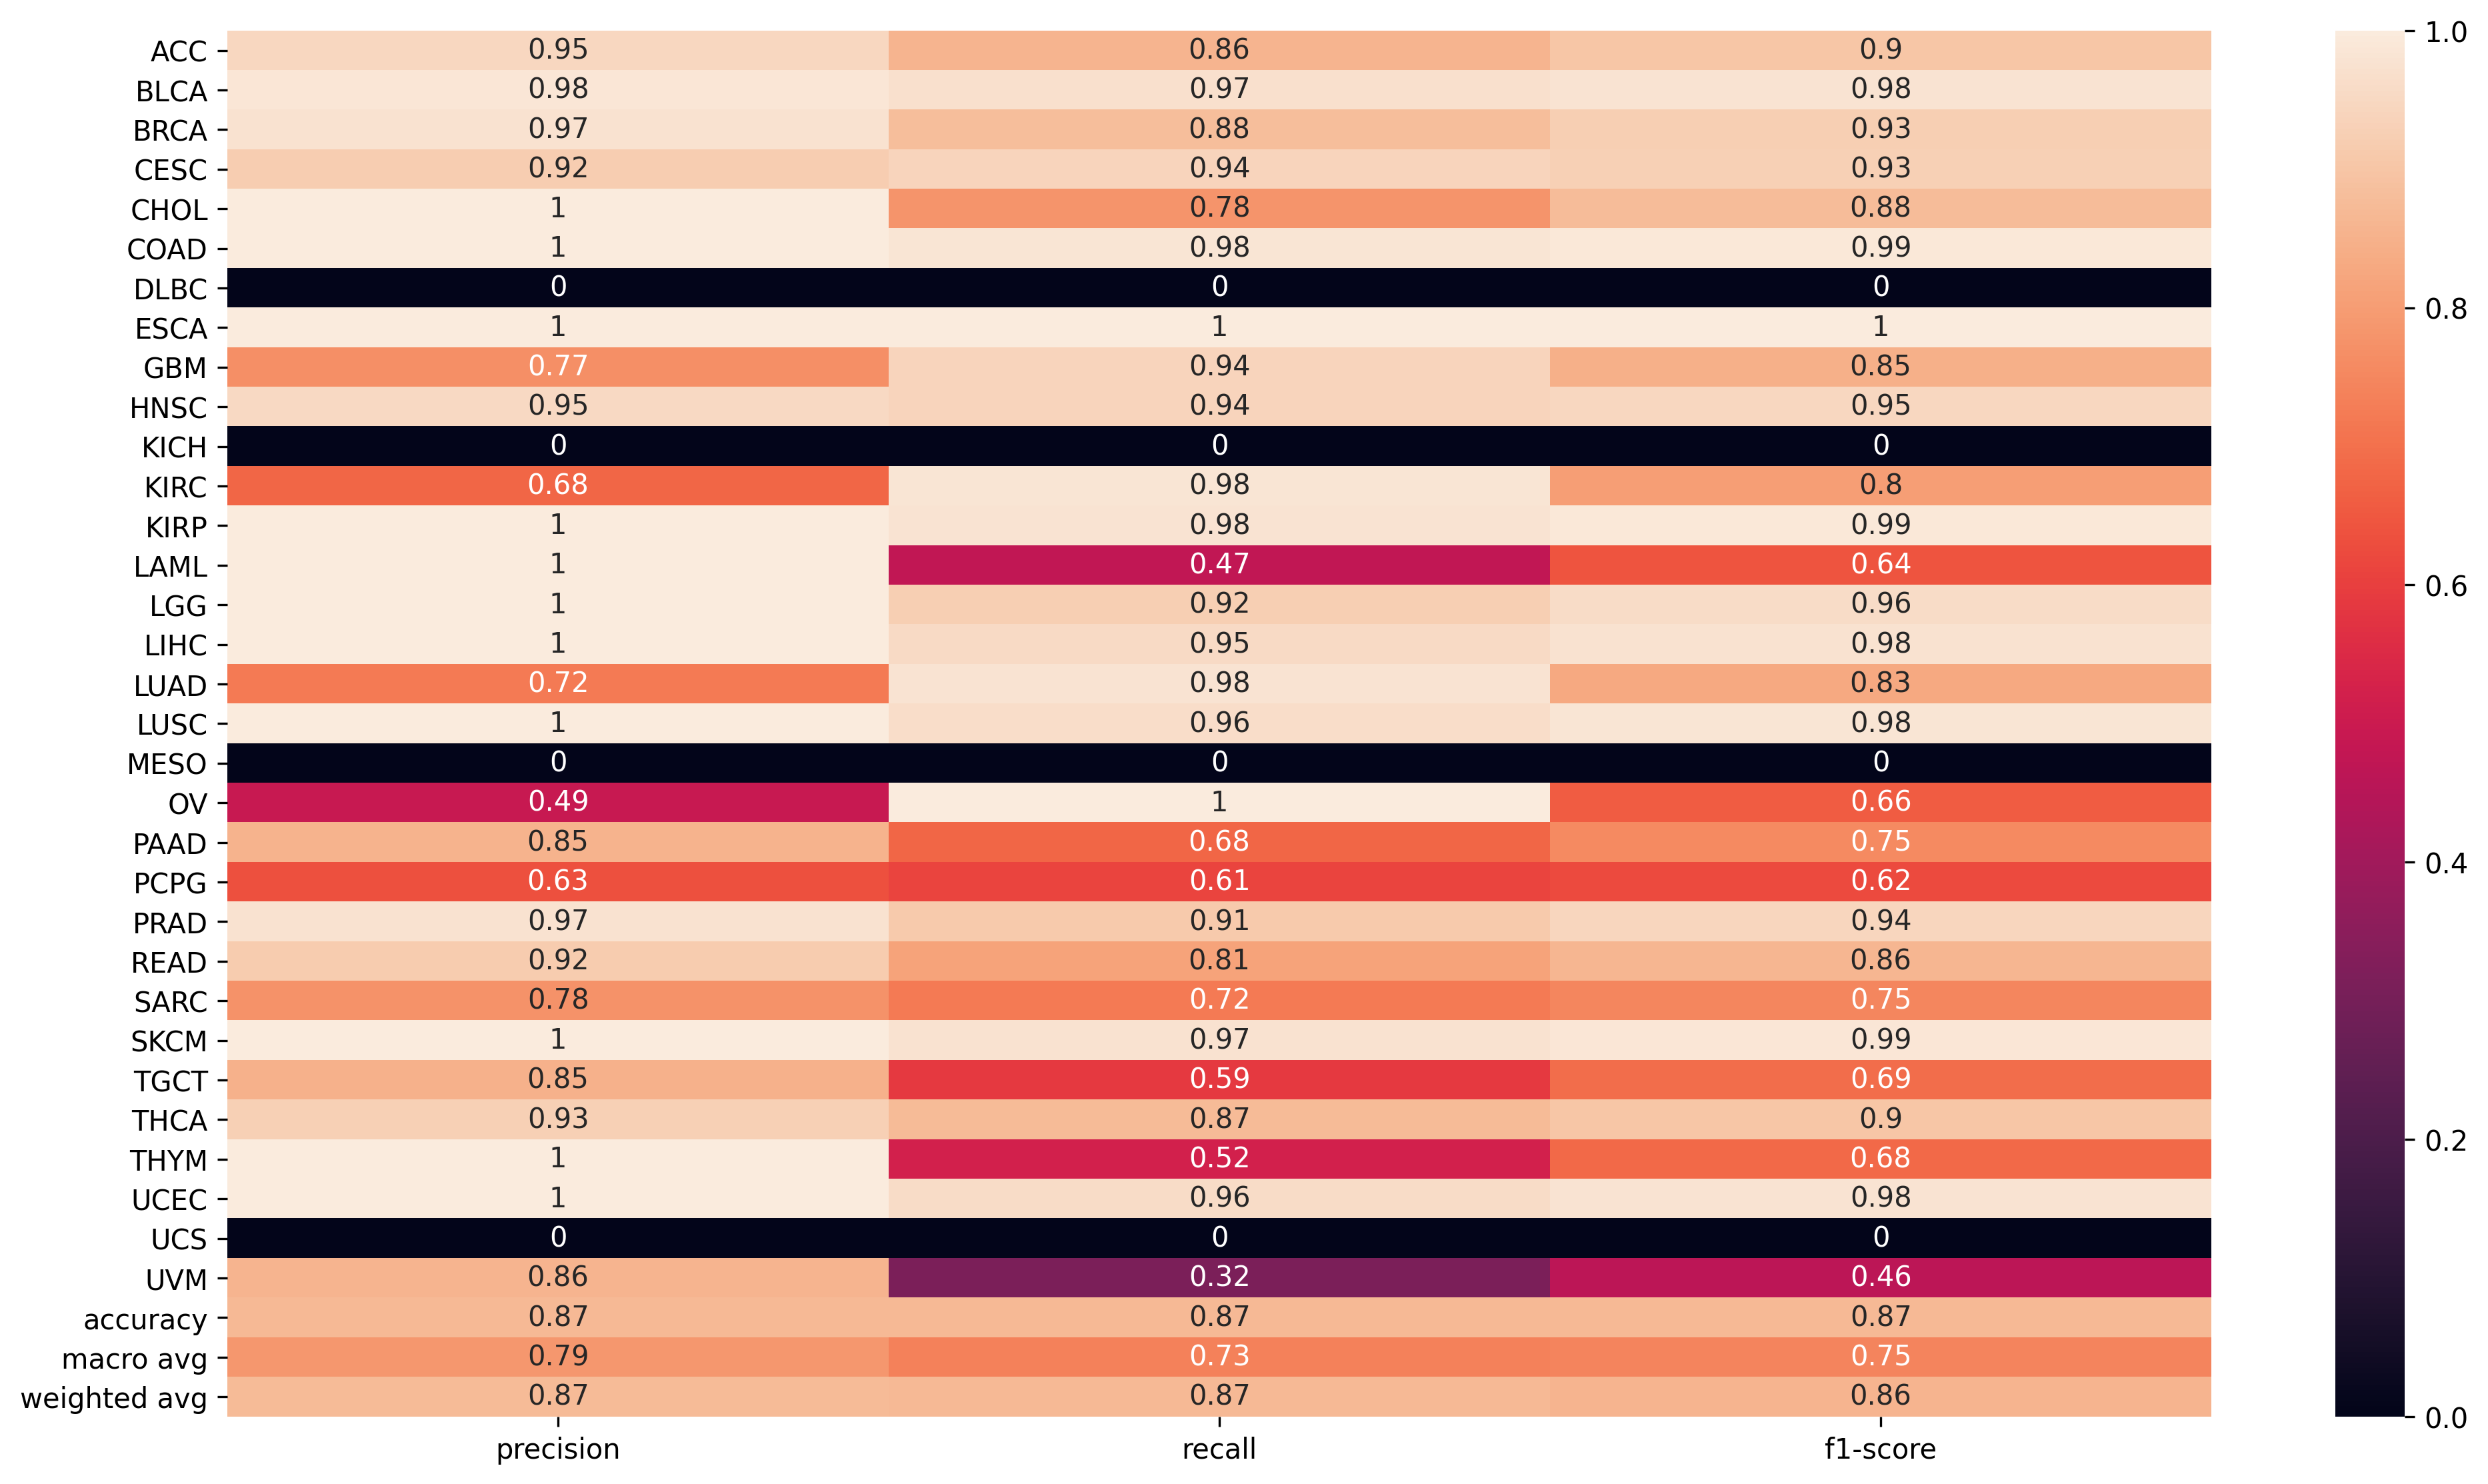 ACC 0.95 0.86 0.9 1.0
BLCA 0.98 0.97 0.98
BRCA 0.97 0.88 0.93
CESC 0.92 0.94 0.93
CHOL 1 0.78 0.88
COAD 1 0.98 0.99
DLBC 0 0 0 0.8
ESCA 1 1 1
GBM 0.77 0.94 0.85
HNSC 0.95 0.94 0.95
KICH 0 0 0
KIRC 0.68 0.98 0.8
KIRP 1 0.98 0.99
LAML 1 0.47 0.64 0.6
LGG 1 0.92 0.96
LIHC 1 0.95 0.98
LUAD 0.72 0.98 0.83
LUSC 1 0.96 0.98
MESO 0 0 0
OV 0.49 1 0.66
PAAD 0.85 0.68 0.75 0.4
PCPG 0.63 0.61 0.62
PRAD 0.97 0.91 0.94
READ 0.92 0.81 0.86
SARC 0.78 0.72 0.75
SKCM 1 0.97 0.99
TGCT 0.85 0.59 0.69
THCA 0.93 0.87 0.9 0.2
THYM 1 0.52 0.68
UCEC 1 0.96 0.98
UCS 0 0 0
UVM 0.86 0.32 0.46
accuracy 0.87 0.87 0.87
macro avg 0.79 0.73 0.75
weighted avg 0.87 0.87 0.86 0.0
precision recall f1-score